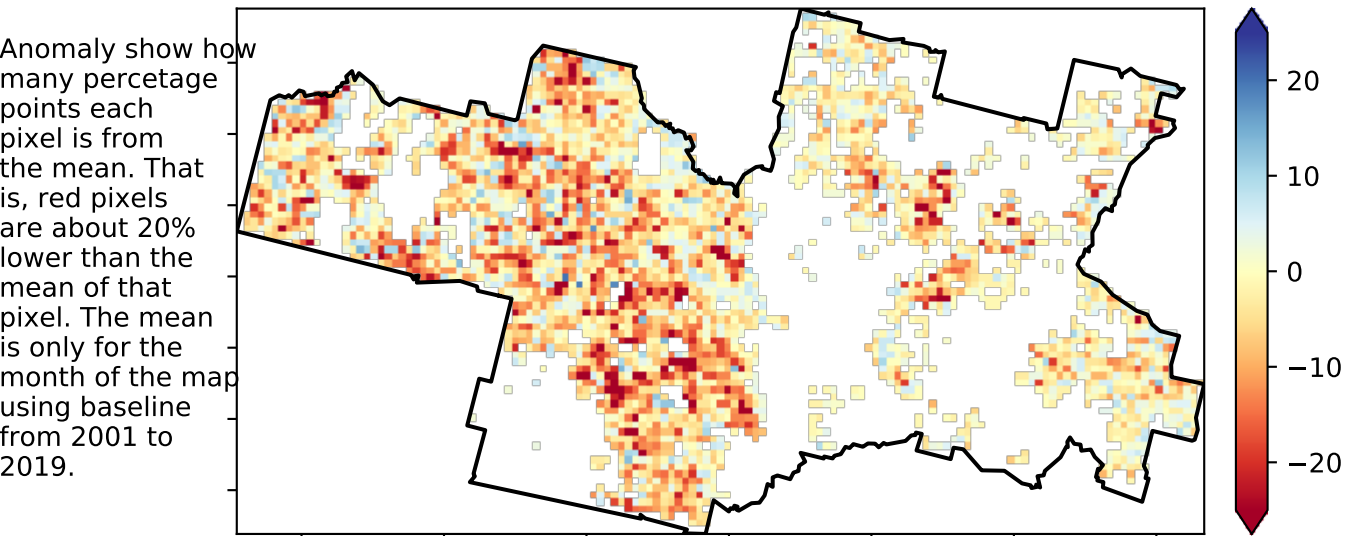 Anomaly show how
many percetage
points each
pixel is from
the mean. That
is, red pixels
are about 20%
lower than the
mean of that
pixel. The mean
is only for the
month of the map
using baseline
from 2001 to
2019.
20
10
0
−10
−20